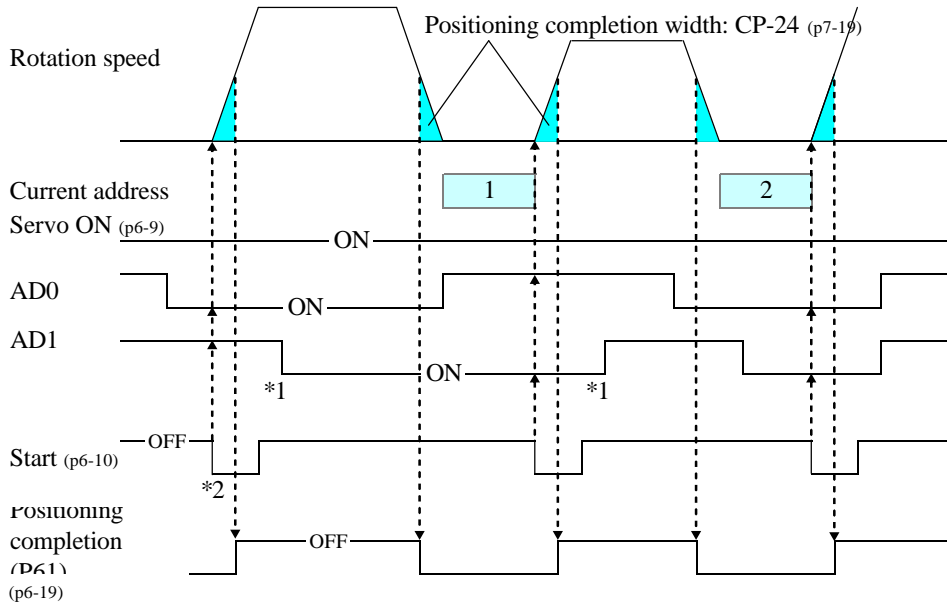 Positioning completion width: CP-24 (p7-19)
Rotation speed
Current address
1
2
Servo ON (p6-9)
ON
AD0
ON
AD1
ON
*1
*1
OFF
Start (p6-10)
*2
Positioning
OFF
completion
(P61)
(p6-19)